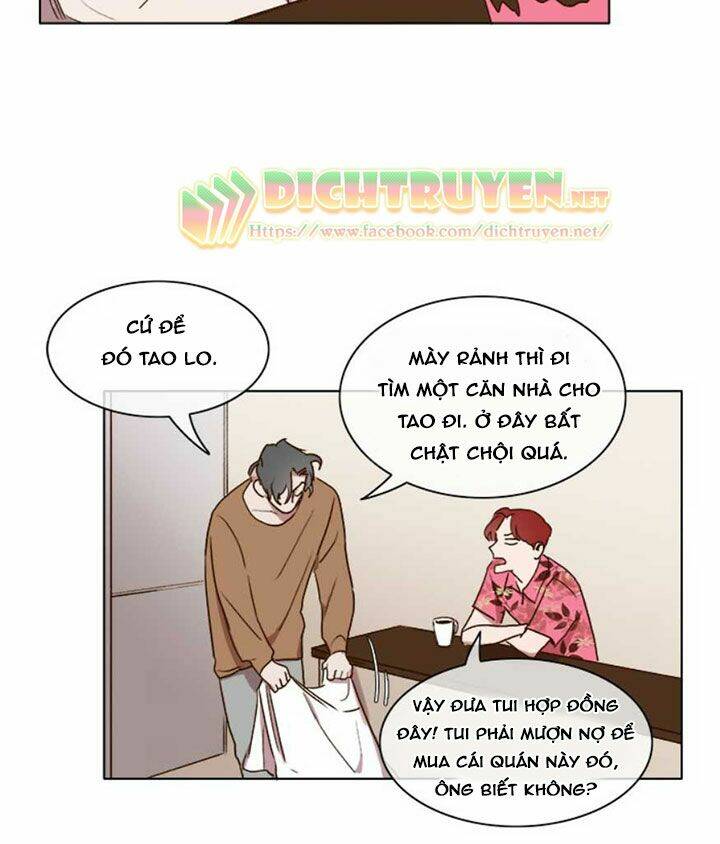 DICHTRUYEN.NET
Https://www.facebook.com/dichtruyen.net/
CỨ ĐỂ
ĐÓ TAO LO.
MÀY RẢNH THÌ ĐI
TÌM MỘT CĂN NHÀ CHO
TAO ĐI. Ở ĐÂY BẤT
CHẬT CHỘI QUÁ.
VẬY ĐƯA TUI HỢP ĐỒNG
ĐÂY! TUI PHẢI MƯỢN NỢ ĐỂ
MUA CÁI QUÁN NÀY ĐÓ,
ÔNG BIẾT KHÔNG?